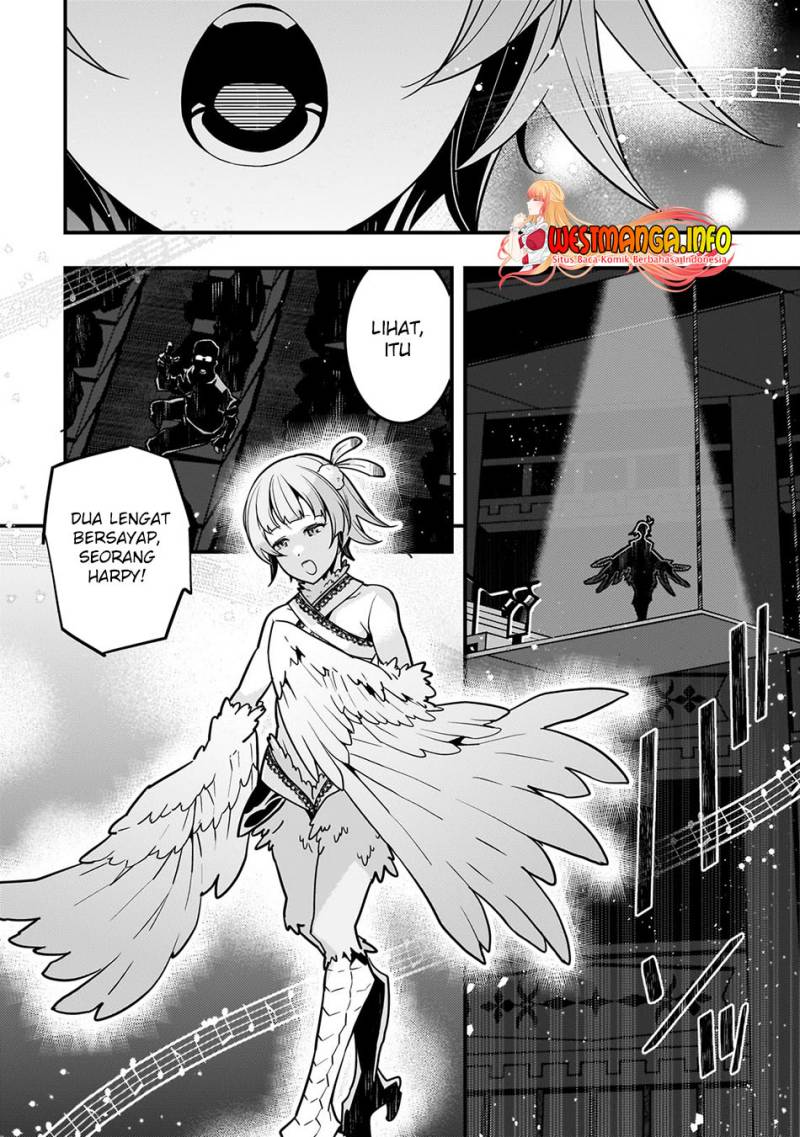 WESTMANGA.INFO
Situs Baca Komik Berbahasa Indonesia
LIHAT,
ITU
DUA LENGAT
BERSAYAP,
SEORANG
HARPY!